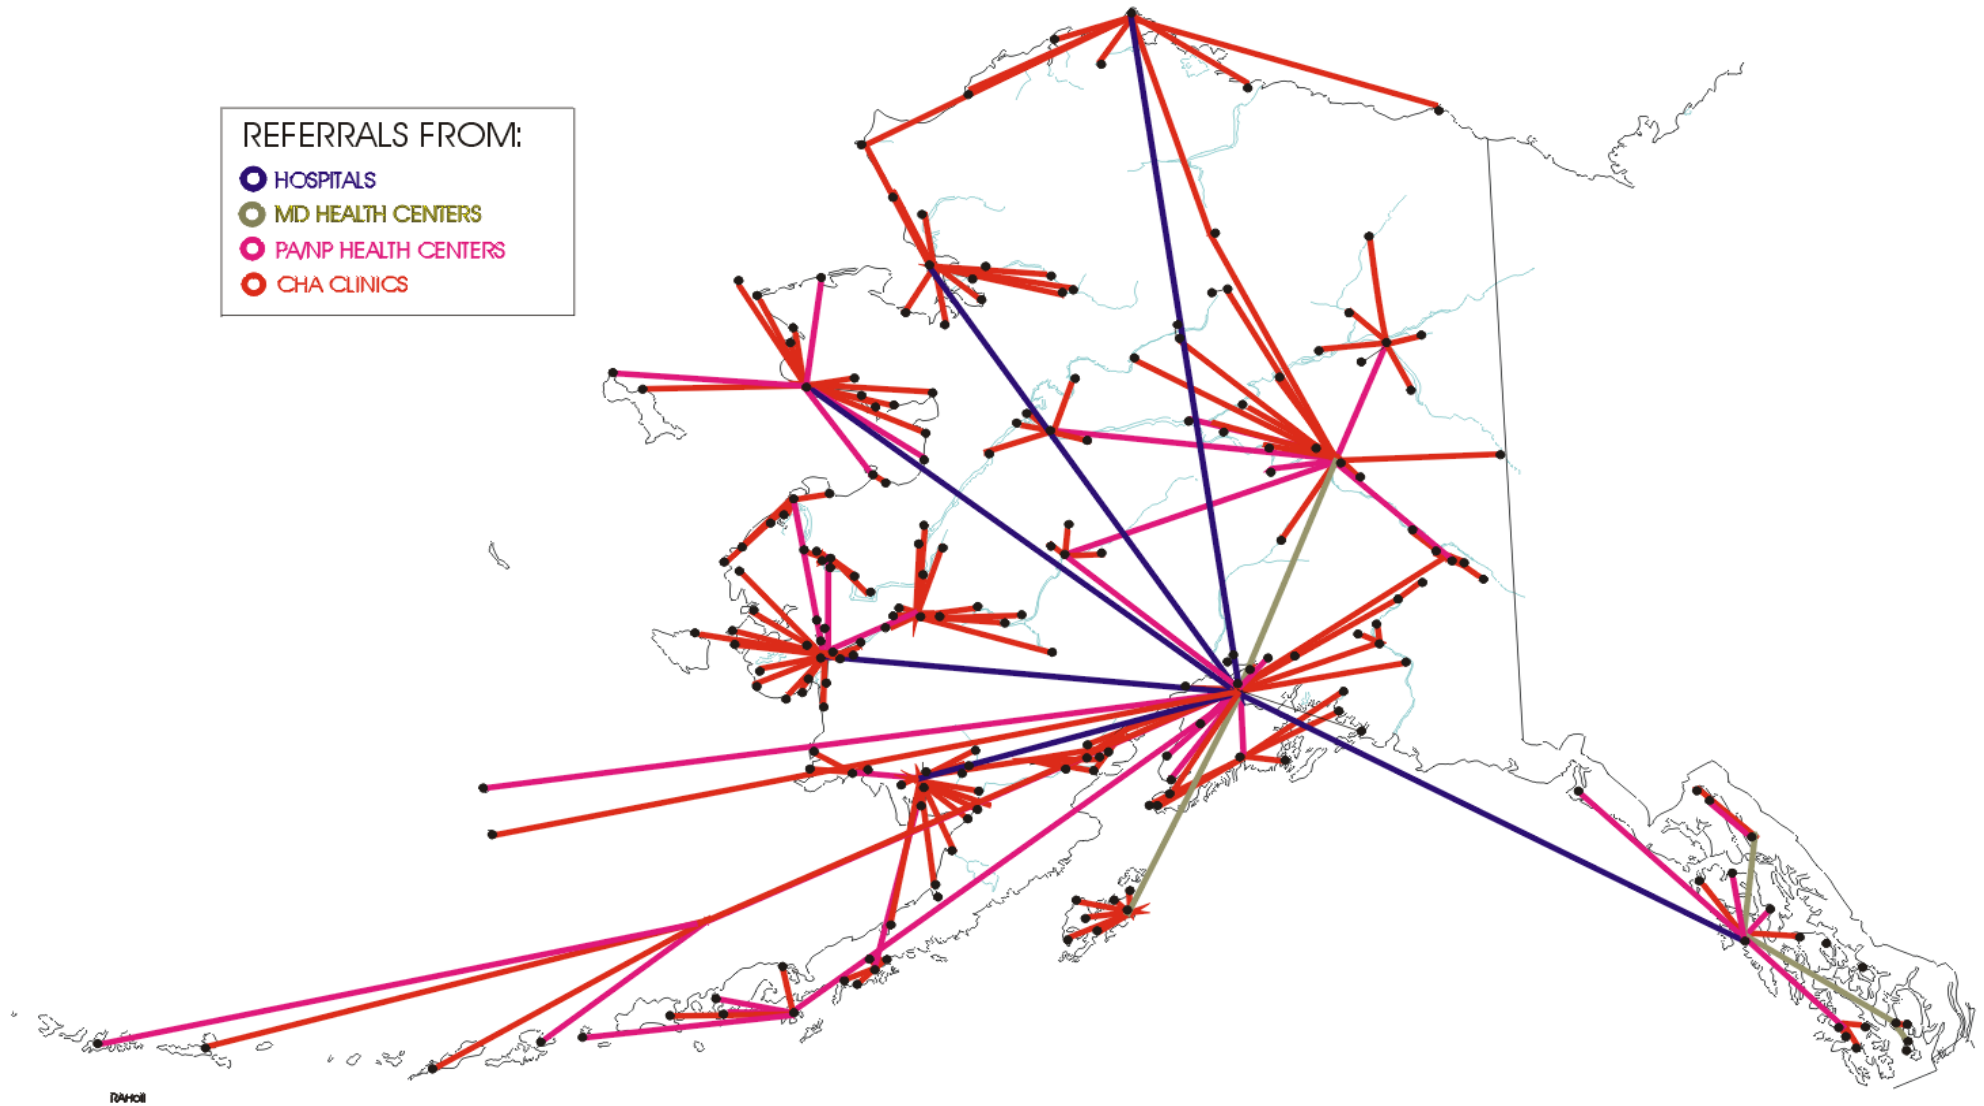 REFERRALS FROM:
HOSPITALS
MD HEALTH CENTERS
PA/NP HEALTH CENTERS
CHA CLINICS